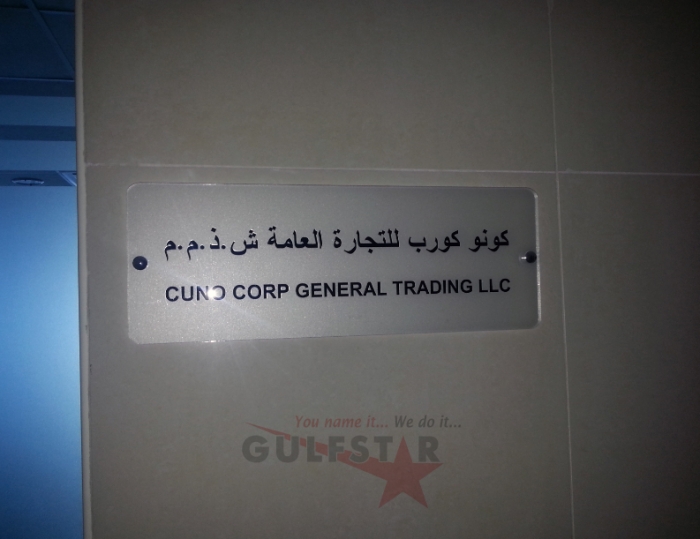 كونو كورب للتجارة العامة ش.ذ.م.م
CUNO CORP GENERAL TRADING LLC
You name it... We do it...
GULFSTAR